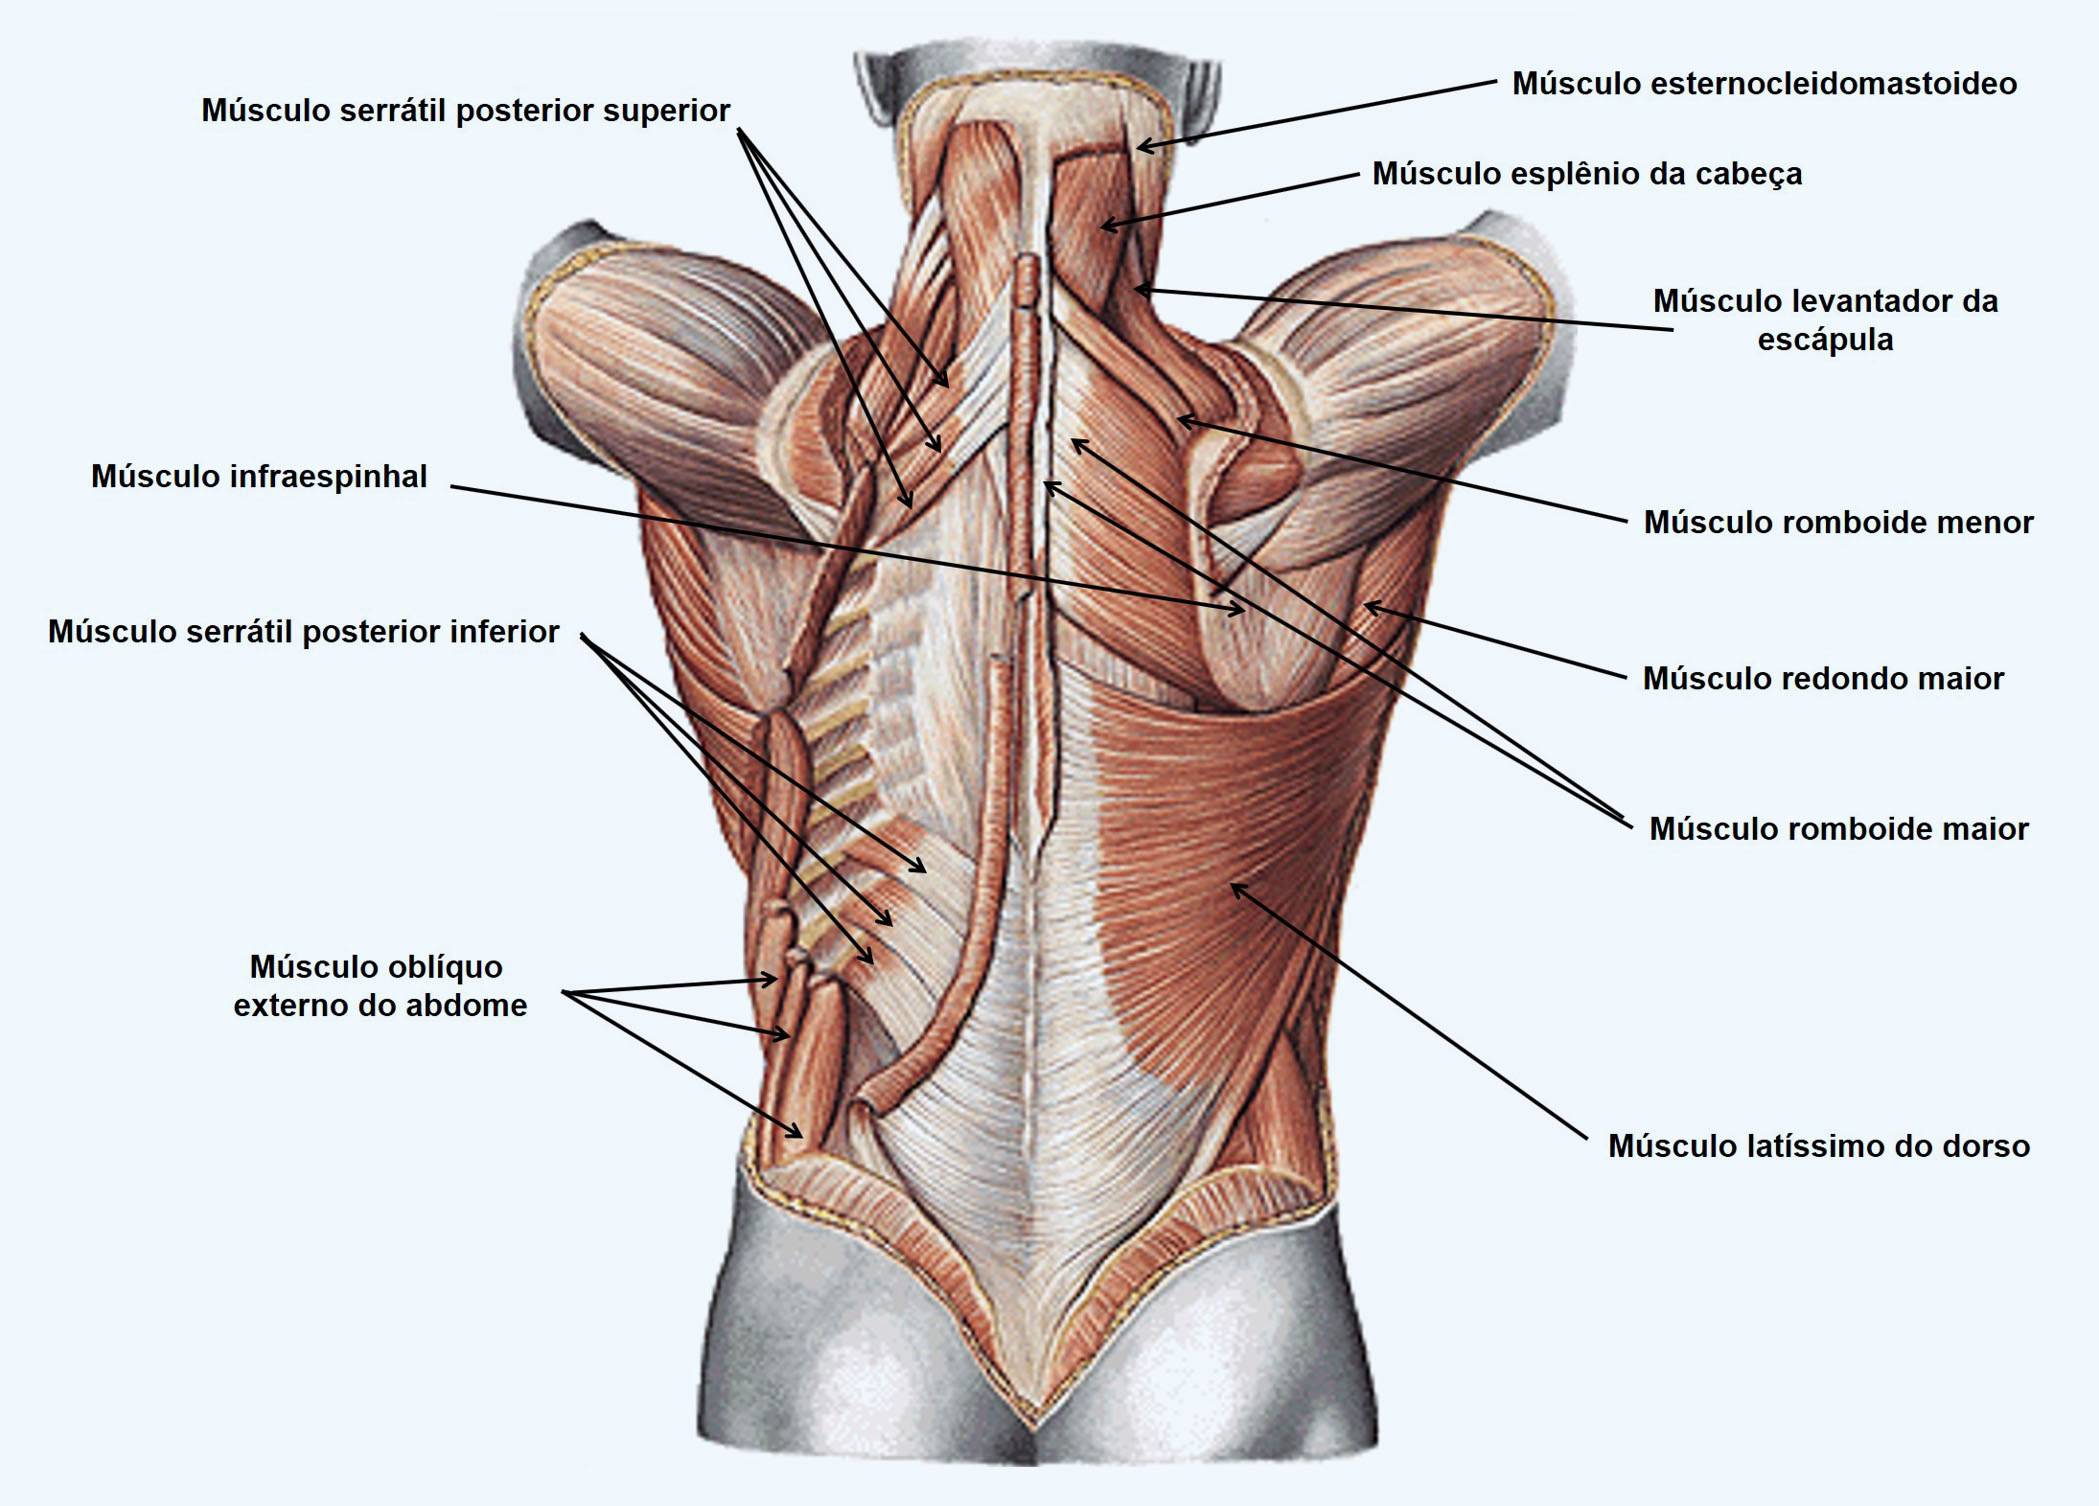 Músculo serrátil posterior superior
Músculo infraespinhal
Músculo serrátil posterior inferior
Músculo oblíquo
externo do abdome
Músculo esternocleidomastoideo
Músculo esplênio da cabeça
Músculo levantador da
escápula
Músculo romboide menor
Músculo redondo maior
Músculo romboide maior
Músculo latíssimo do dorso